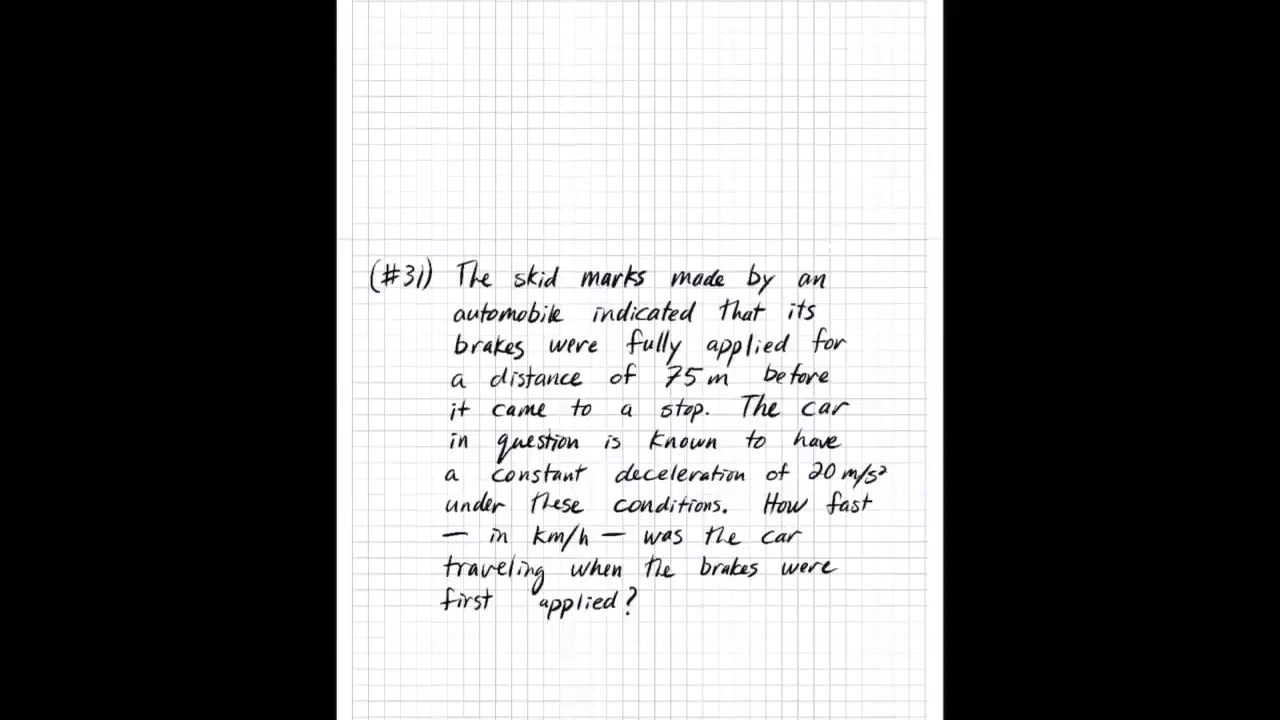 (#31) The skid marks made by an
automobile indicated that its
brakes were fully applied for
a distance of 75 m before
it came to a stop. The car
in question is known to have
a constant deceleration of 20 m/s²
under these conditions. How fast
— in km/h — was the car
traveling when the brakes were
first applied?